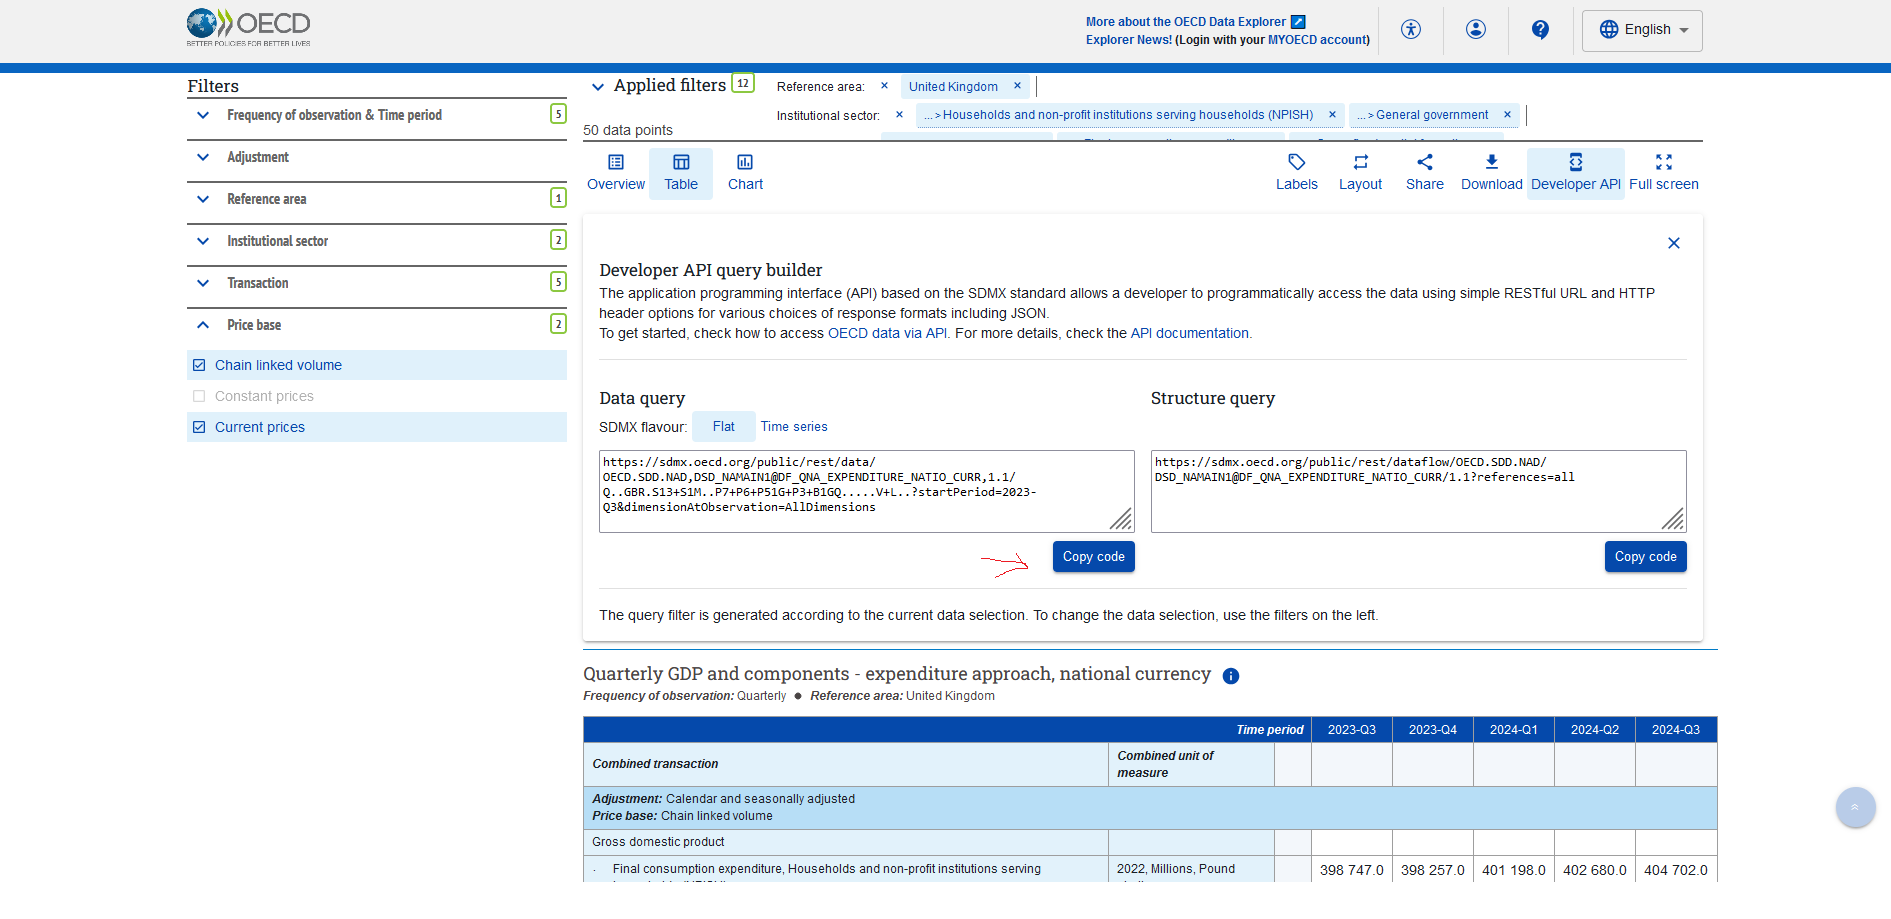 OECD
BETTER POLICIES FOR BETTER LIVES
More about the OECD Data Explorer
Explorer News! (Login with your MYOECD account)
English
Filters
Frequency of observation & Time period 5
Adjustment
Reference area 1
Institutional sector 2
Transaction 5
Price base 2
Chain linked volume
Constant prices
Current prices
Applied filters 12
Reference area: × United Kingdom ×
Institutional sector: × ... > Households and non-profit institutions serving households (NPISH) × ... > General government ×
50 data points
Overview Table Chart Labels Layout Share Download Developer API Full screen
Developer API query builder
The application programming interface (API) based on the SDMX standard allows a developer to programmatically access the data using simple RESTful URL and HTTP
header options for various choices of response formats including JSON.
To get started, check how to access OECD data via API. For more details, check the API documentation.
Data query
SDMX flavour: Flat Time series
https://sdmx.oecd.org/public/rest/data/
OECD.SDD.NAD,DSD_NAMAIN1@DF_QNA_EXPENDITURE_NATIO_CURR,1.1/
Q..GBR.S13+S1M..P7+P6+P51G+P3+B1GQ.....V+L..?startPeriod=2023-
Q3&dimensionAtObservation=AllDimensions
Copy code
Structure query
https://sdmx.oecd.org/public/rest/dataflow/OECD.SDD.NAD/
DSD_NAMAIN1@DF_QNA_EXPENDITURE_NATIO_CURR/1.1?references=all
Copy code
The query filter is generated according to the current data selection. To change the data selection, use the filters on the left.
Quarterly GDP and components - expenditure approach, national currency
Frequency of observation: Quarterly ● Reference area: United Kingdom
Time period 2023-Q3 2023-Q4 2024-Q1 2024-Q2 2024-Q3
Combined transaction
Combined unit of
measure
Adjustment: Calendar and seasonally adjusted
Price base: Chain linked volume
Gross domestic product
· Final consumption expenditure, Households and non-profit institutions serving
2022, Millions, Pound
398 747.0 398 257.0 401 198.0 402 680.0 404 702.0